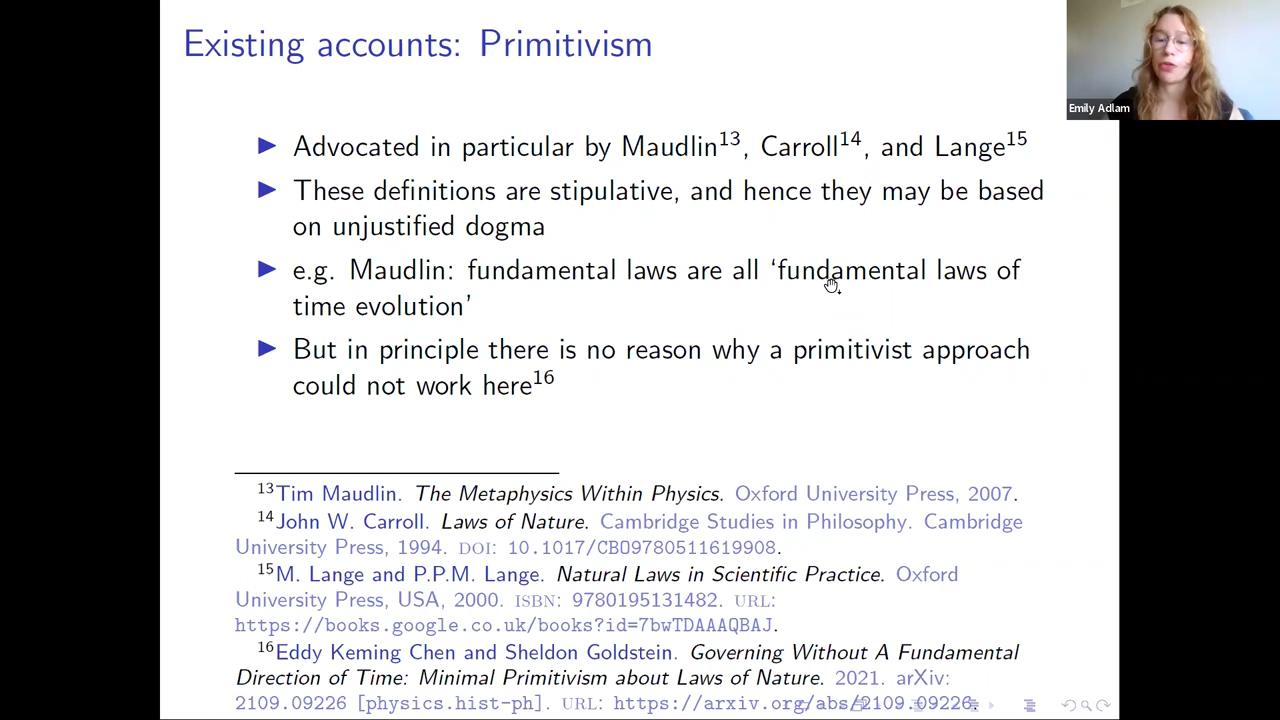 Existing accounts: Primitivism
Emily Adlam
▶ Advocated in particular by Maudlin¹³, Carroll¹⁴, and Lange¹⁵
▶ These definitions are stipulative, and hence they may be based
on unjustified dogma
▶ e.g. Maudlin: fundamental laws are all ‘fundamental laws of
time evolution’
▶ But in principle there is no reason why a primitivist approach
could not work here¹⁶
¹³Tim Maudlin. The Metaphysics Within Physics. Oxford University Press, 2007.
¹⁴John W. Carroll. Laws of Nature. Cambridge Studies in Philosophy. Cambridge
University Press, 1994. DOI: 10.1017/CBO9780511619908.
¹⁵M. Lange and P.P.M. Lange. Natural Laws in Scientific Practice. Oxford
University Press, USA, 2000. ISBN: 9780195131482. URL:
https://books.google.co.uk/books?id=7bwTDAAAQBAJ.
¹⁶Eddy Keming Chen and Sheldon Goldstein. Governing Without A Fundamental
Direction of Time: Minimal Primitivism about Laws of Nature. 2021. arXiv:
2109.09226 [physics.hist-ph]. URL: https://arxiv.org/abs/2109.09226.